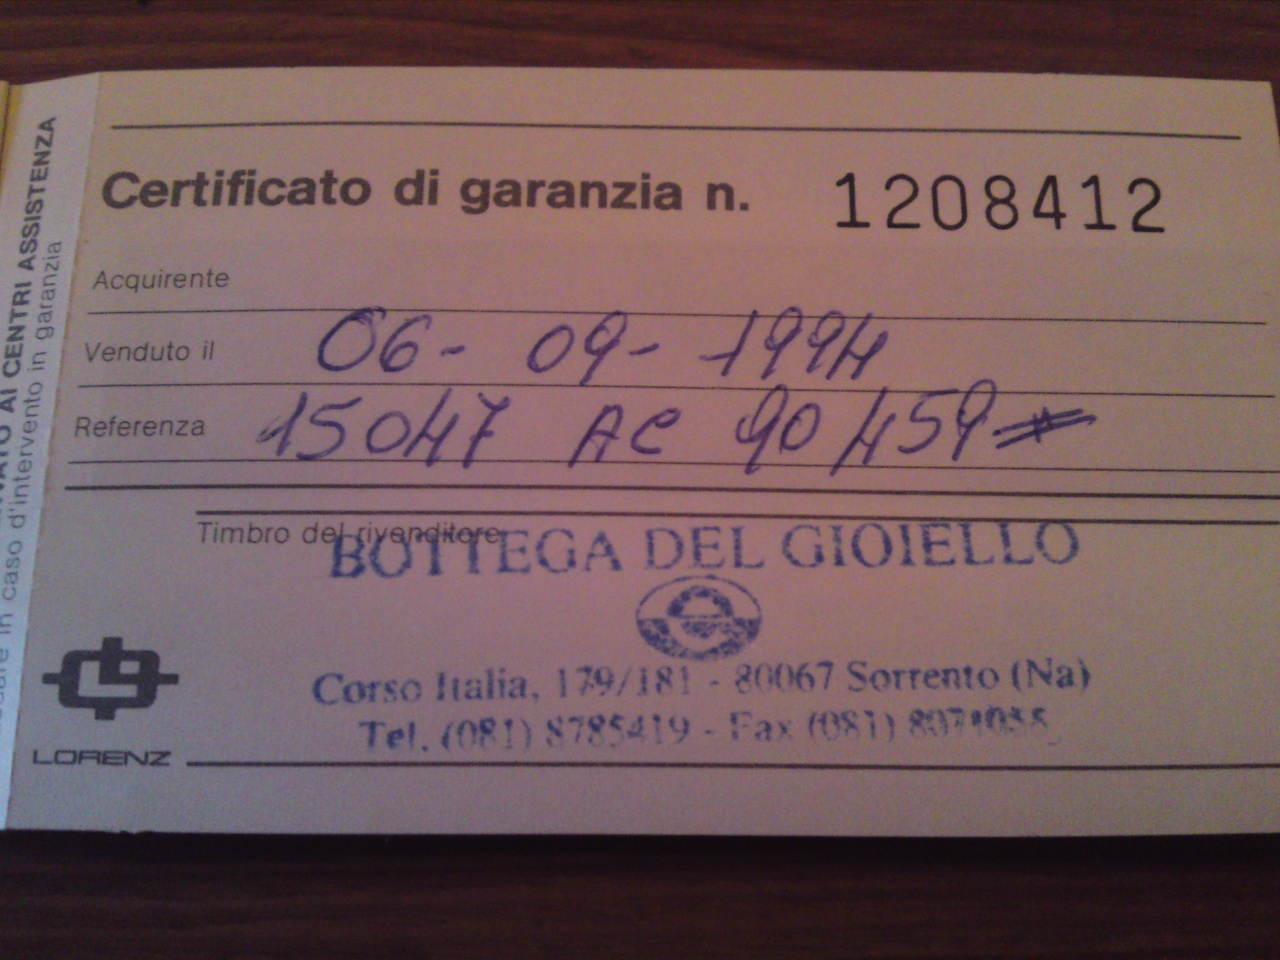 Certificato di garanzia n. 1208412
Acquirente
Venduto il 06- 09- 1994
Referenza 15047 AC 90459#
Timbro del rivenditore
BOTTEGA DEL GIOIELLO
Corso Italia, 179/181 - 80067 Sorrento (Na)
Tel. (081) 8785419 - Fax (081)
LORENZ
AI CENTRI ASSISTENZA
in caso d'intervento in garanzia